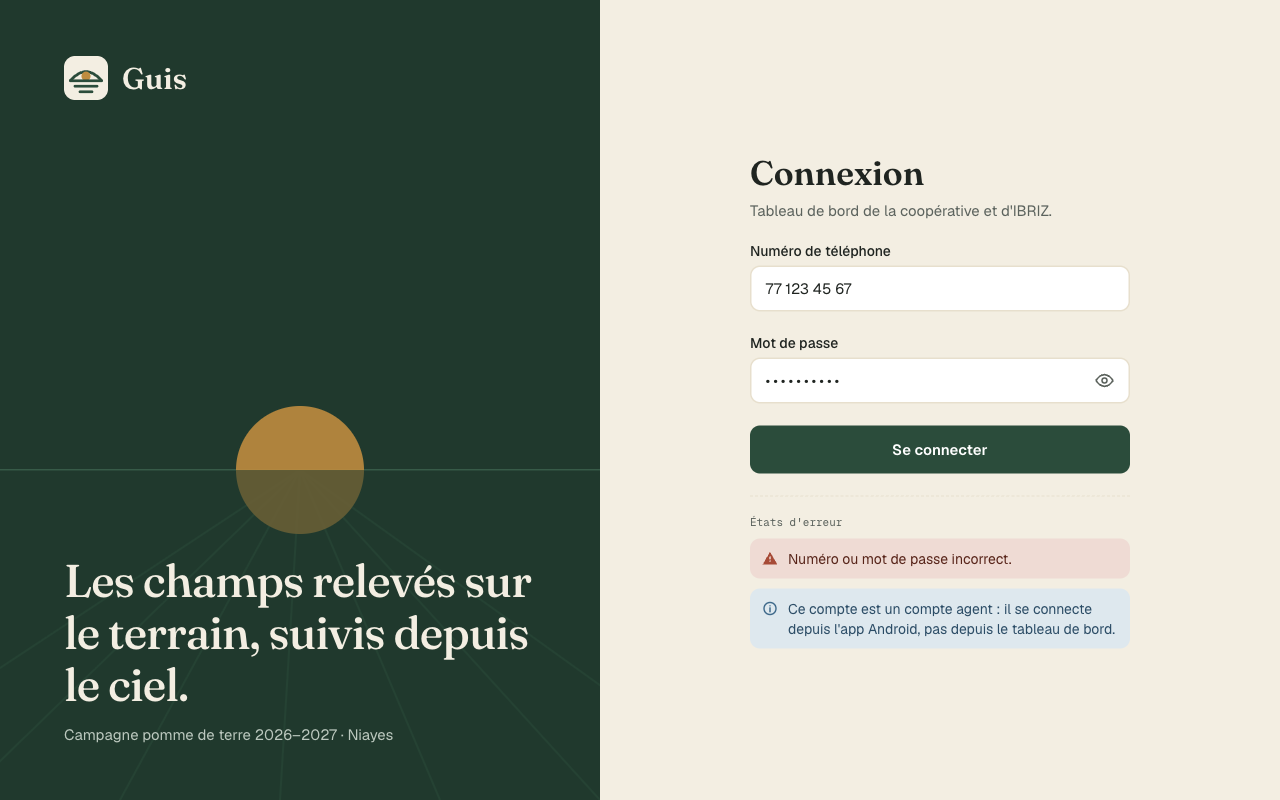 Guis
Les champs relevés sur
le terrain, suivis depuis
le ciel.
Campagne pomme de terre 2026–2027 · Niayes
Connexion
Tableau de bord de la coopérative et d'IBRIZ.
Numéro de téléphone
77 123 45 67
Mot de passe
••••••••••
Se connecter
États d'erreur
Numéro ou mot de passe incorrect.
Ce compte est un compte agent : il se connecte
depuis l'app Android, pas depuis le tableau de bord.